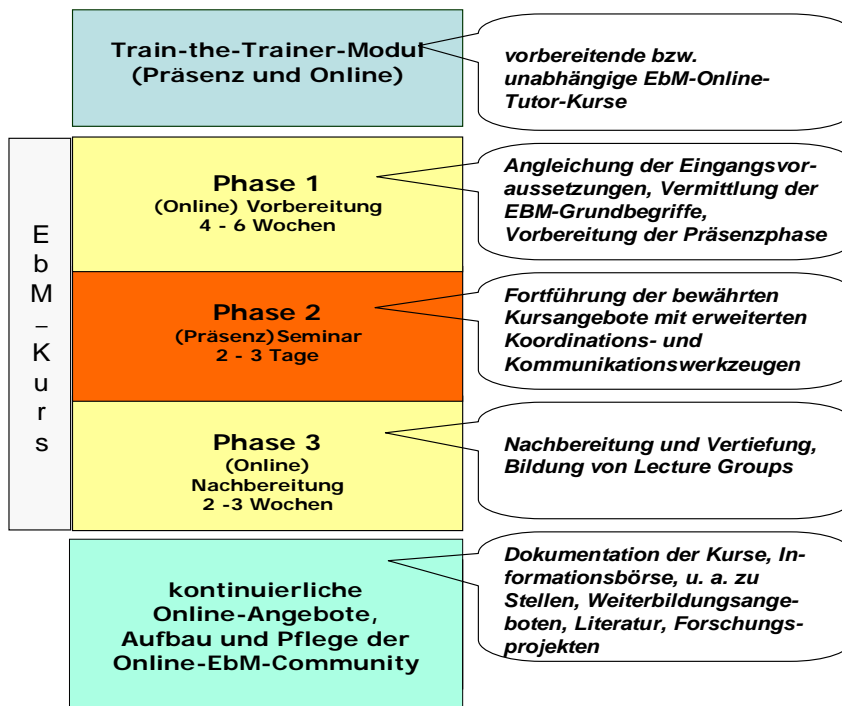 Train-the-Trainer-Modul
(Präsenz und Online)
vorbereitende bzw.
unabhängige EbM-Online-
Tutor-Kurse
EbM–Kurs
Phase 1
(Online) Vorbereitung
4 - 6 Wochen
Angleichung der Eingangsvor-
aussetzungen, Vermittlung der
EBM-Grundbegriffe,
Vorbereitung der Präsenzphase
Phase 2
(Präsenz)Seminar
2 - 3 Tage
Fortführung der bewährten
Kursangebote mit erweiterten
Koordinations- und
Kommunikationswerkzeugen
Phase 3
(Online)
Nachbereitung
2 -3 Wochen
Nachbereitung und Vertiefung,
Bildung von Lecture Groups
kontinuierliche
Online-Angebote,
Aufbau und Pflege der
Online-EbM-Community
Dokumentation der Kurse, In-
formationsbörse, u. a. zu
Stellen, Weiterbildungsange-
boten, Literatur, Forschungs-
projekten